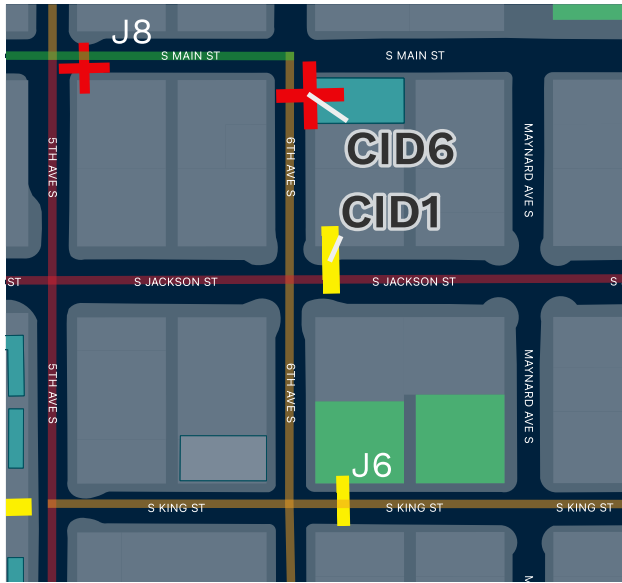 J8
S MAIN ST
S MAIN ST
5TH AVE S
6TH AVE S
MAYNARD AVE S
CID6
CID1
ST
S JACKSON ST
S JACKSON ST
S
5TH AVE S
6TH AVE S
MAYNARD AVE S
J6
S KING ST
S KING ST
S KING ST
M